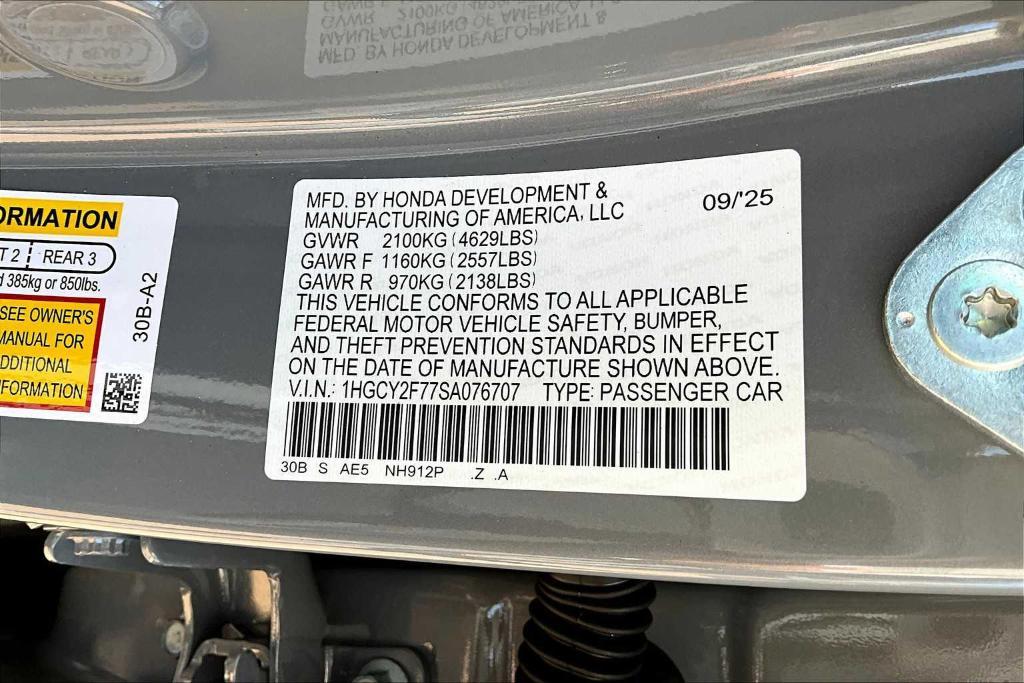 MFD. BY HONDA DEVELOPMENT &
MANUFACTURING OF AMERICA, LLC
09/'25
GVWR 2100KG (4629LBS)
GAWR F 1160KG (2557LBS)
GAWR R 970KG (2138LBS)
THIS VEHICLE CONFORMS TO ALL APPLICABLE
FEDERAL MOTOR VEHICLE SAFETY, BUMPER,
AND THEFT PREVENTION STANDARDS IN EFFECT
ON THE DATE OF MANUFACTURE SHOWN ABOVE.
V.I.N.: 1HGCY2F77SA076707 TYPE: PASSENGER CAR
30B S AE5 NH912P .Z .A
ORMATION
T 2 REAR 3
d 385kg or 850lbs.
SEE OWNER'S
MANUAL FOR
ADDITIONAL
INFORMATION
30B-A2